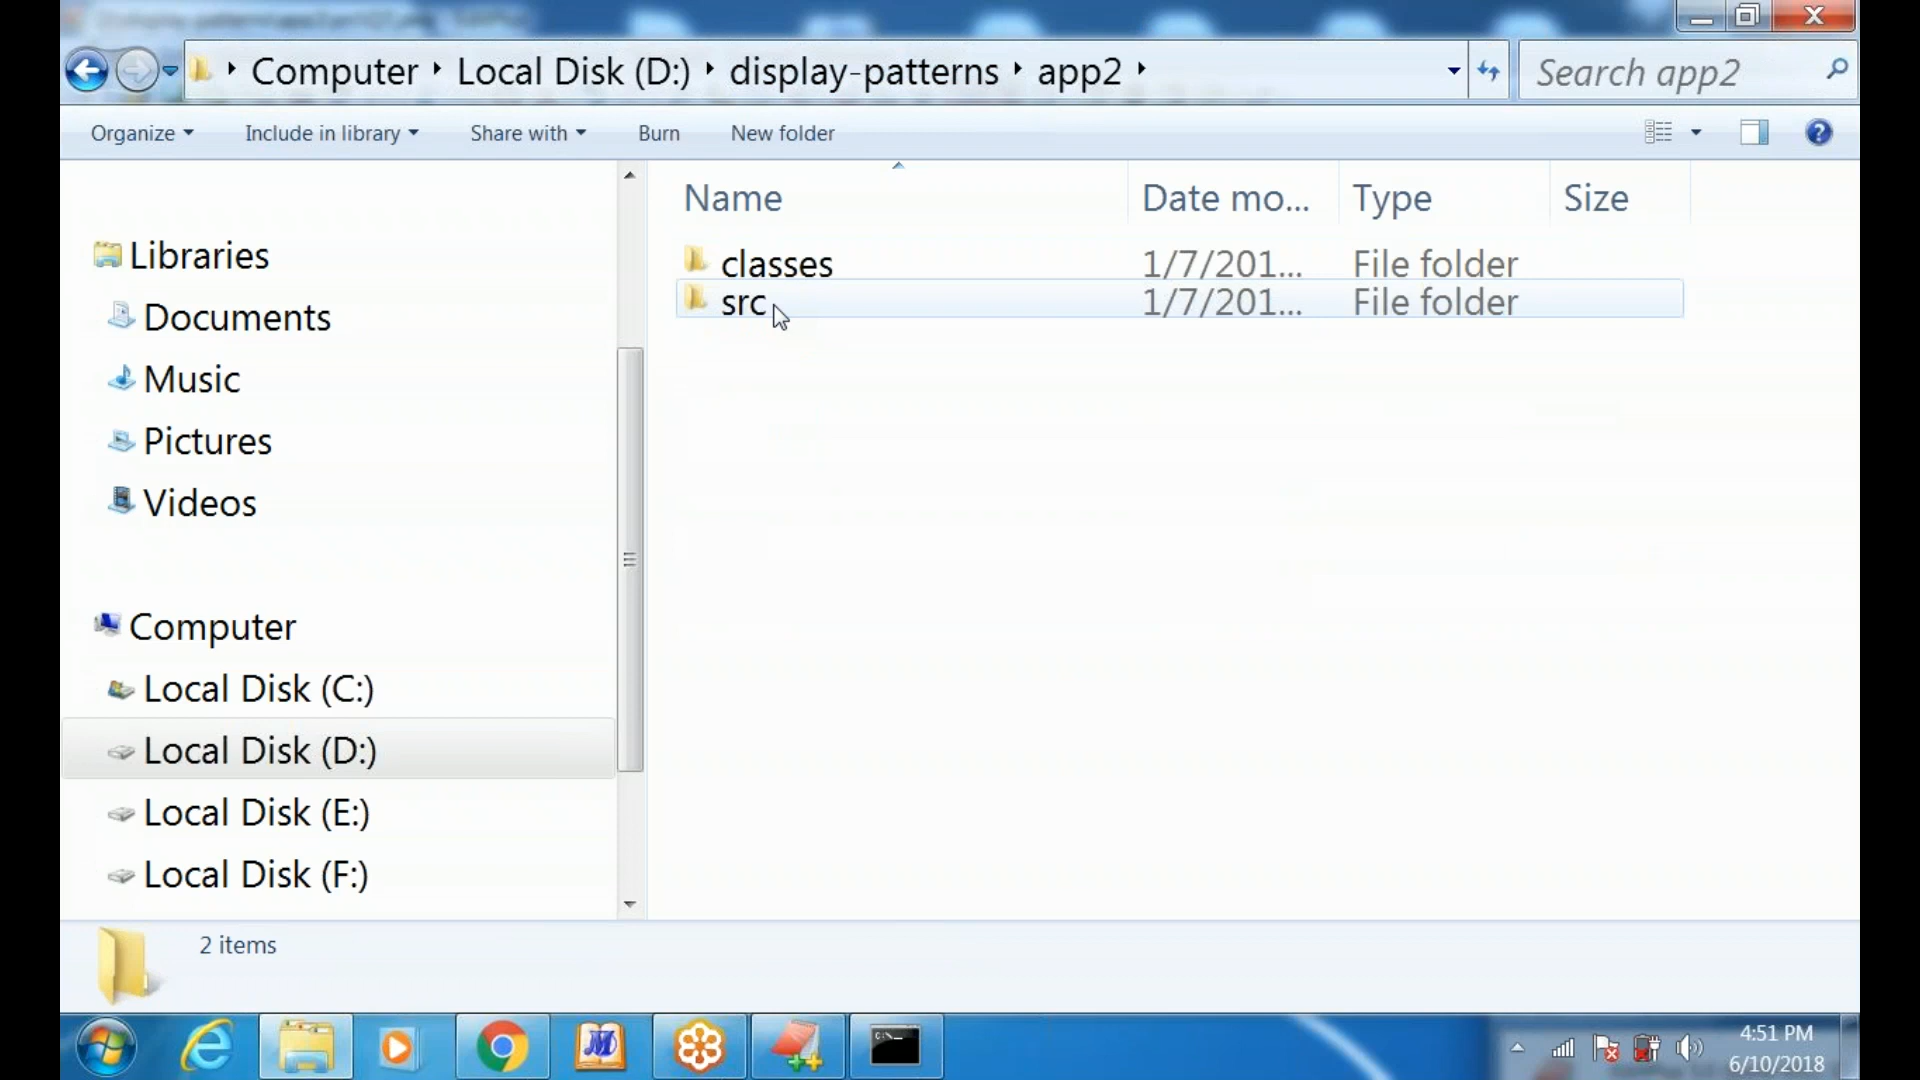 Computer Local Disk (D:) display-patterns app2
Search app2
Organize Include in library Share with Burn New folder
Name Date mo... Type Size
classes 1/7/201... File folder
src 1/7/201... File folder
Libraries
Documents
Music
Pictures
Videos
Computer
Local Disk (C:)
Local Disk (D:)
Local Disk (E:)
Local Disk (F:)
2 items
4:51 PM
6/10/2018